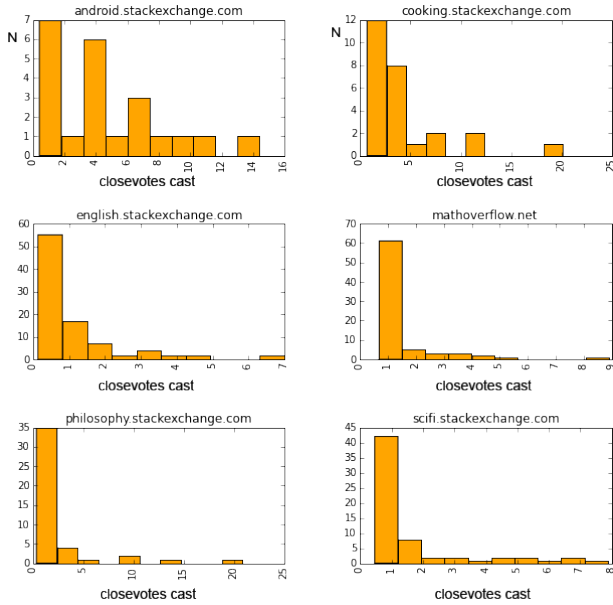 android.stackexchange.com
N
7
6
5
4
3
2
1
0
0 2 4 6 8 10 12 14 16
closevotes cast
cooking.stackexchange.com
N
12
10
8
6
4
2
0
0 5 10 15 20 25
closevotes cast
english.stackexchange.com
60
50
40
30
20
10
0
0 1 2 3 4 5 6 7
closevotes cast
mathoverflow.net
70
60
50
40
30
20
10
0
0 1 2 3 4 5 6 7 8 9
closevotes cast
philosophy.stackexchange.com
35
30
25
20
15
10
5
0
0 5 10 15 20 25
closevotes cast
scifi.stackexchange.com
45
40
35
30
25
20
15
10
5
0
0 1 2 3 4 5 6 7 8
closevotes cast